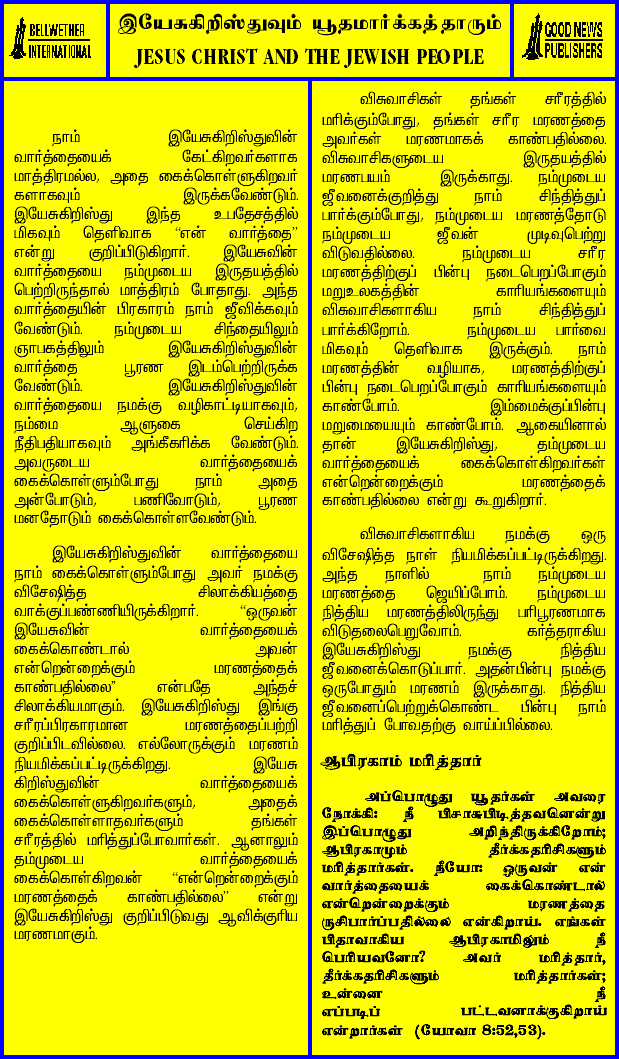 BELLWETHER
INTERNATIONAL
இயேசுகிறிஸ்துவும் யூதமார்க்கத்தாரும்
JESUS CHRIST AND THE JEWISH PEOPLE
GOOD NEWS
PUBLISHERS
நாம் இயேசுகிறிஸ்துவின்
வார்த்தையைக் கேட்கிறவர்களாக
மாத்திரமல்ல, அதை கைக்கொள்ளுகிறவர்
களாகவும் இருக்கவேண்டும்.
இயேசுகிறிஸ்து இந்த உபதேசத்தில்
மிகவும் தெளிவாக “என் வார்த்தை”
என்று குறிப்பிடுகிறார். இயேசுவின்
வார்த்தையை நம்முடைய இருதயத்தில்
பெற்றிருந்தால் மாத்திரம் போதாது. அந்த
வார்த்தையின் பிரகாரம் நாம் ஜீவிக்கவும்
வேண்டும். நம்முடைய சிந்தையிலும்
ஞாபகத்திலும் இயேசுகிறிஸ்துவின்
வார்த்தை பூரண இடம்பெற்றிருக்க
வேண்டும். இயேசுகிறிஸ்துவின்
வார்த்தையை நமக்கு வழிகாட்டியாகவும்,
நம்மை ஆளுகை செய்கிற
நீதிபதியாகவும் அங்கீகரிக்க வேண்டும்.
அவருடைய வார்த்தையைக்
கைக்கொள்ளும்போது நாம் அதை
அன்போடும், பணிவோடும், பூரண
மனதோடும் கைக்கொள்ளவேண்டும்.
இயேசுகிறிஸ்துவின் வார்த்தையை
நாம் கைக்கொள்ளும்போது அவர் நமக்கு
விசேஷித்த சிலாக்கியத்தை
வாக்குப்பண்ணியிருக்கிறார். “ஒருவன்
இயேசுவின் வார்த்தையைக்
கைக்கொண்டால் அவன்
என்றென்றைக்கும் மரணத்தைக்
காண்பதில்லை” என்பதே அந்தச்
சிலாக்கியமாகும். இயேசுகிறிஸ்து இங்கு
சரீரப்பிரகாரமான மரணத்தைப்பற்றி
குறிப்பிடவில்லை. எல்லோருக்கும் மரணம்
நியமிக்கப்பட்டிருக்கிறது. இயேசு
கிறிஸ்துவின் வார்த்தையைக்
கைக்கொள்ளுகிறவர்களும், அதைக்
கைக்கொள்ளாதவர்களும் தங்கள்
சரீரத்தில் மரித்துப்போவார்கள். ஆனாலும்
தம்முடைய வார்த்தையைக்
கைக்கொள்கிறவன் “என்றென்றைக்கும்
மரணத்தைக் காண்பதில்லை” என்று
இயேசுகிறிஸ்து குறிப்பிடுவது ஆவிக்குரிய
மரணமாகும்.
விசுவாசிகள் தங்கள் சரீரத்தில்
மரிக்கும்போது, தங்கள் சரீர மரணத்தை
அவர்கள் மரணமாகக் காண்பதில்லை.
விசுவாசிகளுடைய இருதயத்தில்
மரணபயம் இருக்காது. நம்முடைய
ஜீவனைக்குறித்து நாம் சிந்தித்துப்
பார்க்கும்போது, நம்முடைய மரணத்தோடு
நம்முடைய ஜீவன் முடிவுபெற்று
விடுவதில்லை. நம்முடைய சரீர
மரணத்திற்குப் பின்பு நடைபெறப்போகும்
மறுஉலகத்தின் காரியங்களையும்
விசுவாசிகளாகிய நாம் சிந்தித்துப்
பார்க்கிறோம். நம்முடைய பார்வை
மிகவும் தெளிவாக இருக்கும். நாம்
மரணத்தின் வழியாக, மரணத்திற்குப்
பின்பு நடைபெறப்போகும் காரியங்களையும்
காண்போம். இம்மைக்குப்பின்பு
மறுமையையும் காண்போம். ஆகையினால்
தான் இயேசுகிறிஸ்து, தம்முடைய
வார்த்தையைக் கைக்கொள்கிறவர்கள்
என்றென்றைக்கும் மரணத்தைக்
காண்பதில்லை என்று கூறுகிறார்.
விசுவாசிகளாகிய நமக்கு ஒரு
விசேஷித்த நாள் நியமிக்கப்பட்டிருக்கிறது.
அந்த நாளில் நாம் நம்முடைய
மரணத்தை ஜெயிப்போம். நம்முடைய
நித்திய மரணத்திலிருந்து பரிபூரணமாக
விடுதலைபெறுவோம். கர்த்தராகிய
இயேசுகிறிஸ்து நமக்கு நித்திய
ஜீவனைக்கொடுப்பார். அதன்பின்பு நமக்கு
ஒருபோதும் மரணம் இருக்காது. நித்திய
ஜீவனைப்பெற்றுக்கொண்ட பின்பு நாம்
மரித்துப் போவதற்கு வாய்ப்பில்லை.
ஆபிரகாம் மரித்தார்
அப்பொழுது யூதர்கள் அவரை
நோக்கி: நீ பிசாசுபிடித்தவனென்று
இப்பொழுது அறிந்திருக்கிறோம்;
ஆபிரகாமும் தீர்க்கதரிசிகளும்
மரித்தார்கள். நீயோ: ஒருவன் என்
வார்த்தையைக் கைக்கொண்டால்
என்றென்றைக்கும் மரணத்தை
ருசிபார்ப்பதில்லை என்கிறாய். எங்கள்
பிதாவாகிய ஆபிரகாமிலும் நீ
பெரியவனோ? அவர் மரித்தார்,
தீர்க்கதரிசிகளும் மரித்தார்கள்;
உன்னை நீ
எப்படிப் பட்டவனாக்குகிறாய்
என்றார்கள் (யோவா 8:52,53).